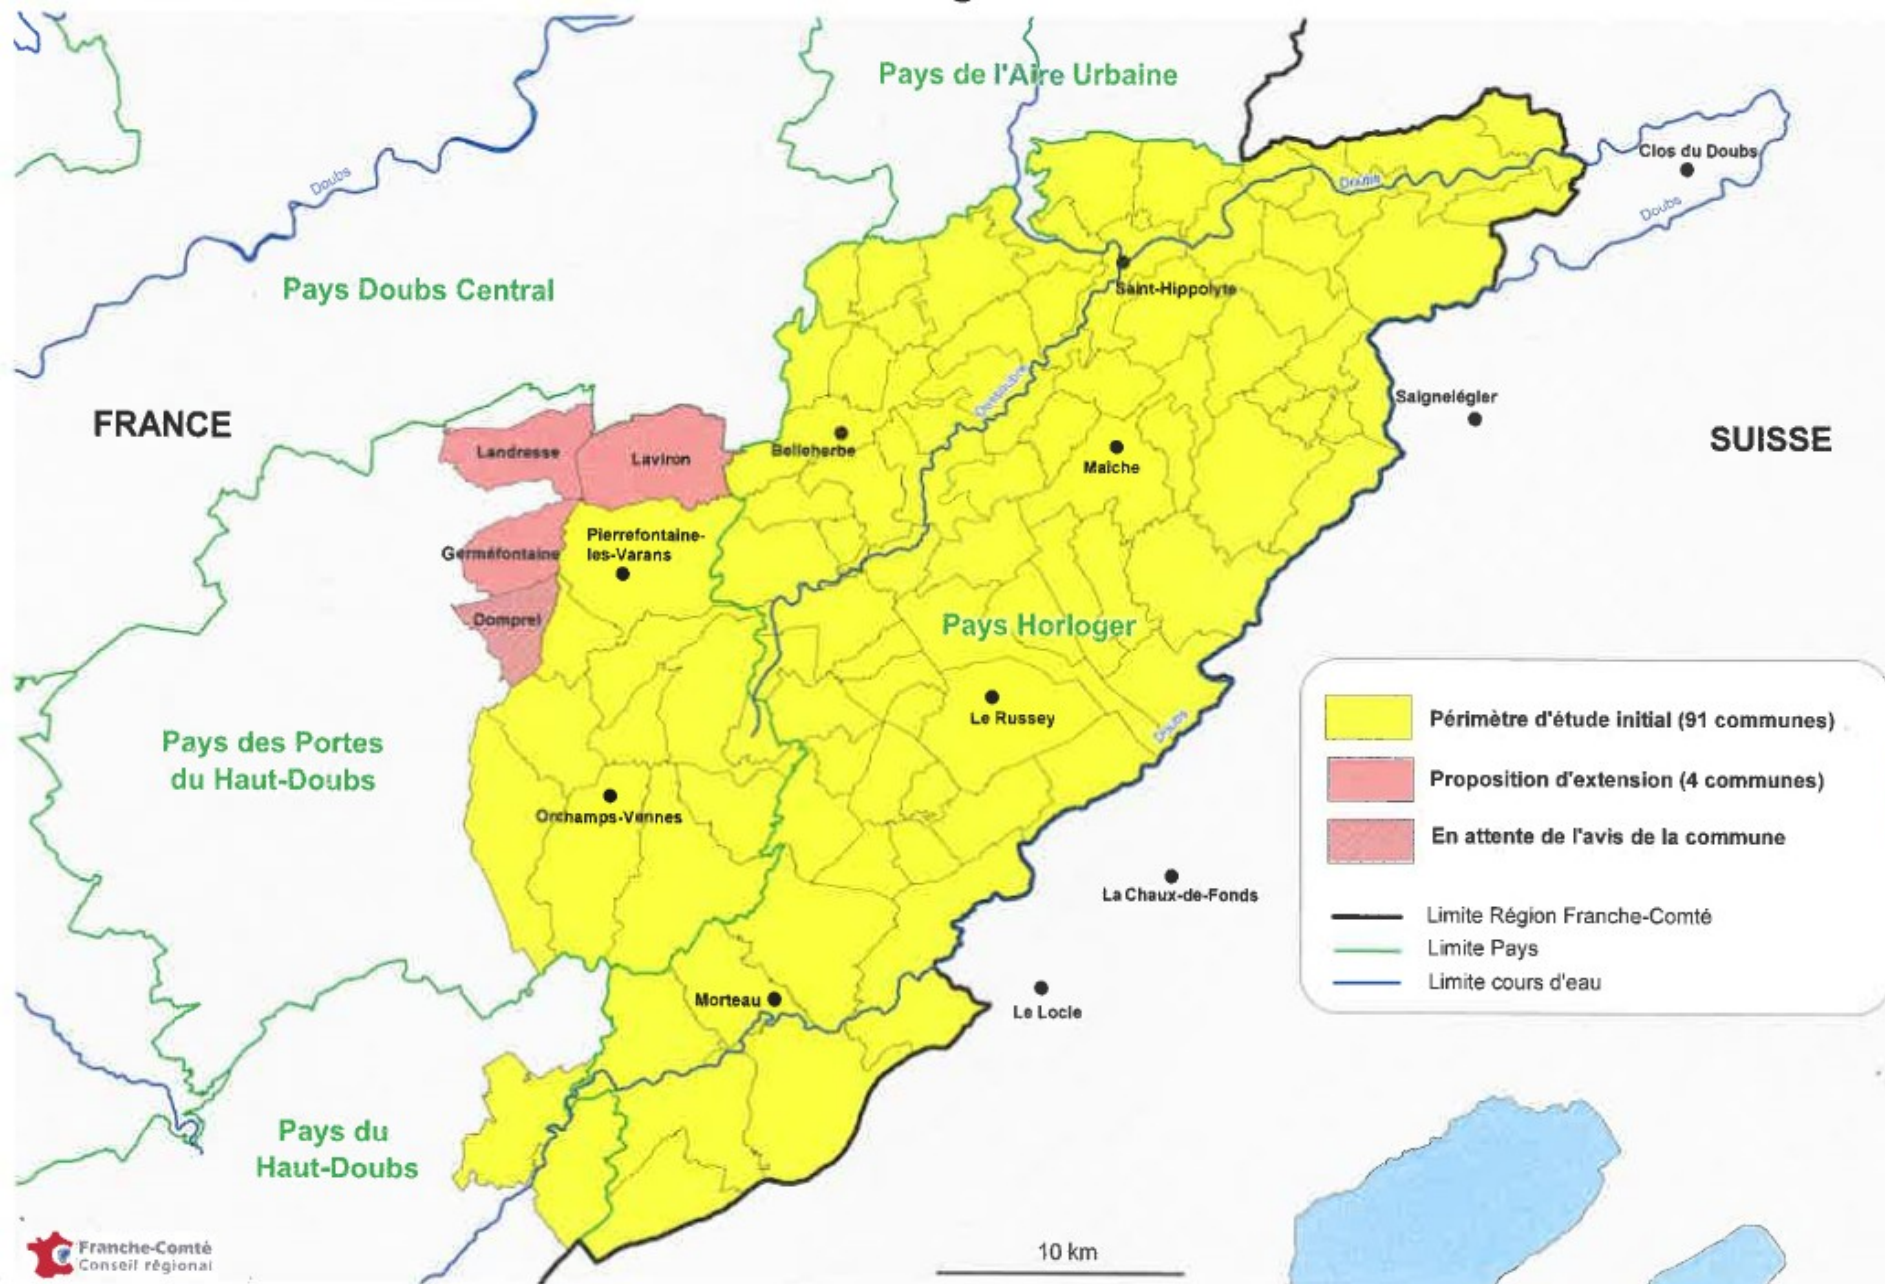 Pays de l'Aire Urbaine
Clos du Doubs
Doubs
Doubs
Doubs
Pays Doubs Central
Saint-Hippolyte
Dessoubre
Saignelégier
FRANCE
SUISSE
Landresse
Laviron
Belleherbe
Maîche
Germéfontaine
Pierrefontaine-
les-Varans
Domprel
Pays Horloger
Le Russey
Doubs
Pays des Portes
du Haut-Doubs
Orchamps-Vennes
Périmètre d'étude initial (91 communes)
Proposition d'extension (4 communes)
En attente de l'avis de la commune
La Chaux-de-Fonds
Limite Région Franche-Comté
Limite Pays
Limite cours d'eau
Morteau
Le Locle
Pays du
Haut-Doubs
Franche-Comté
Conseil régional
10 km